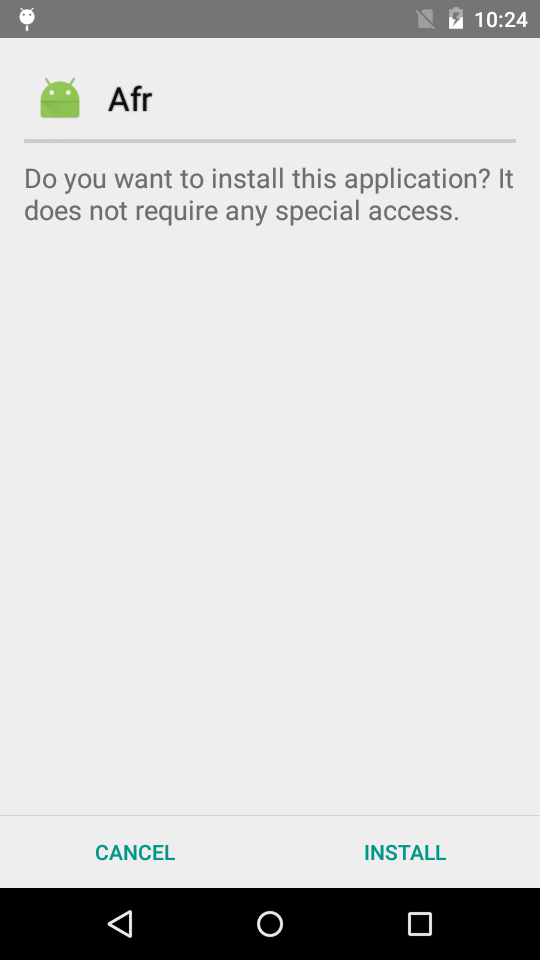 10:24
Afr
Do you want to install this application? It
does not require any special access.
CANCEL
INSTALL